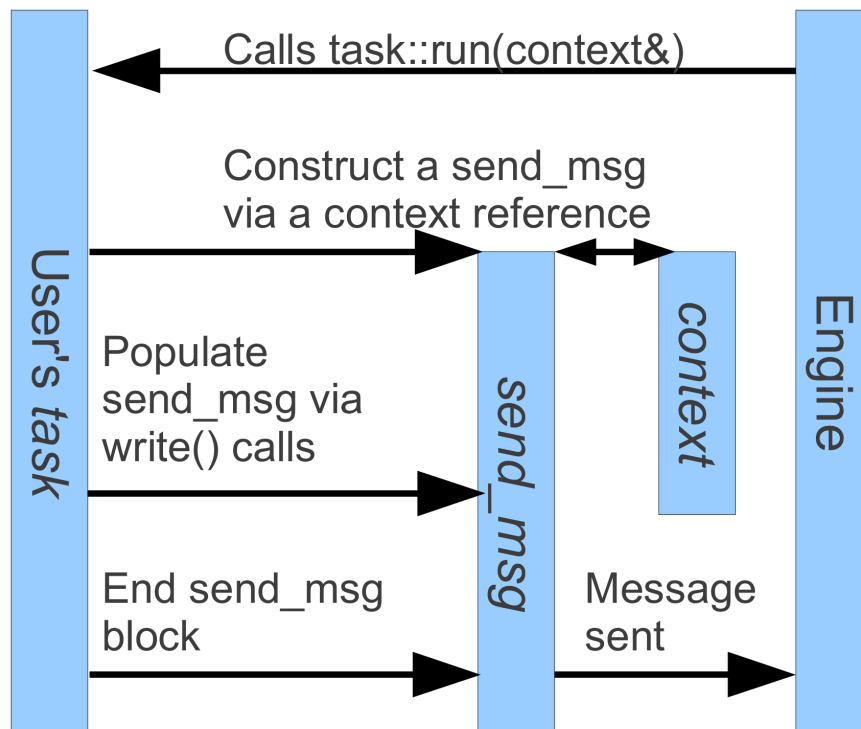 Calls task::run(context&)
Construct a send_msg
via a context reference
User's task
Populate
send_msg via
write() calls
send_msg
context
Engine
End send_msg
block
Message
sent